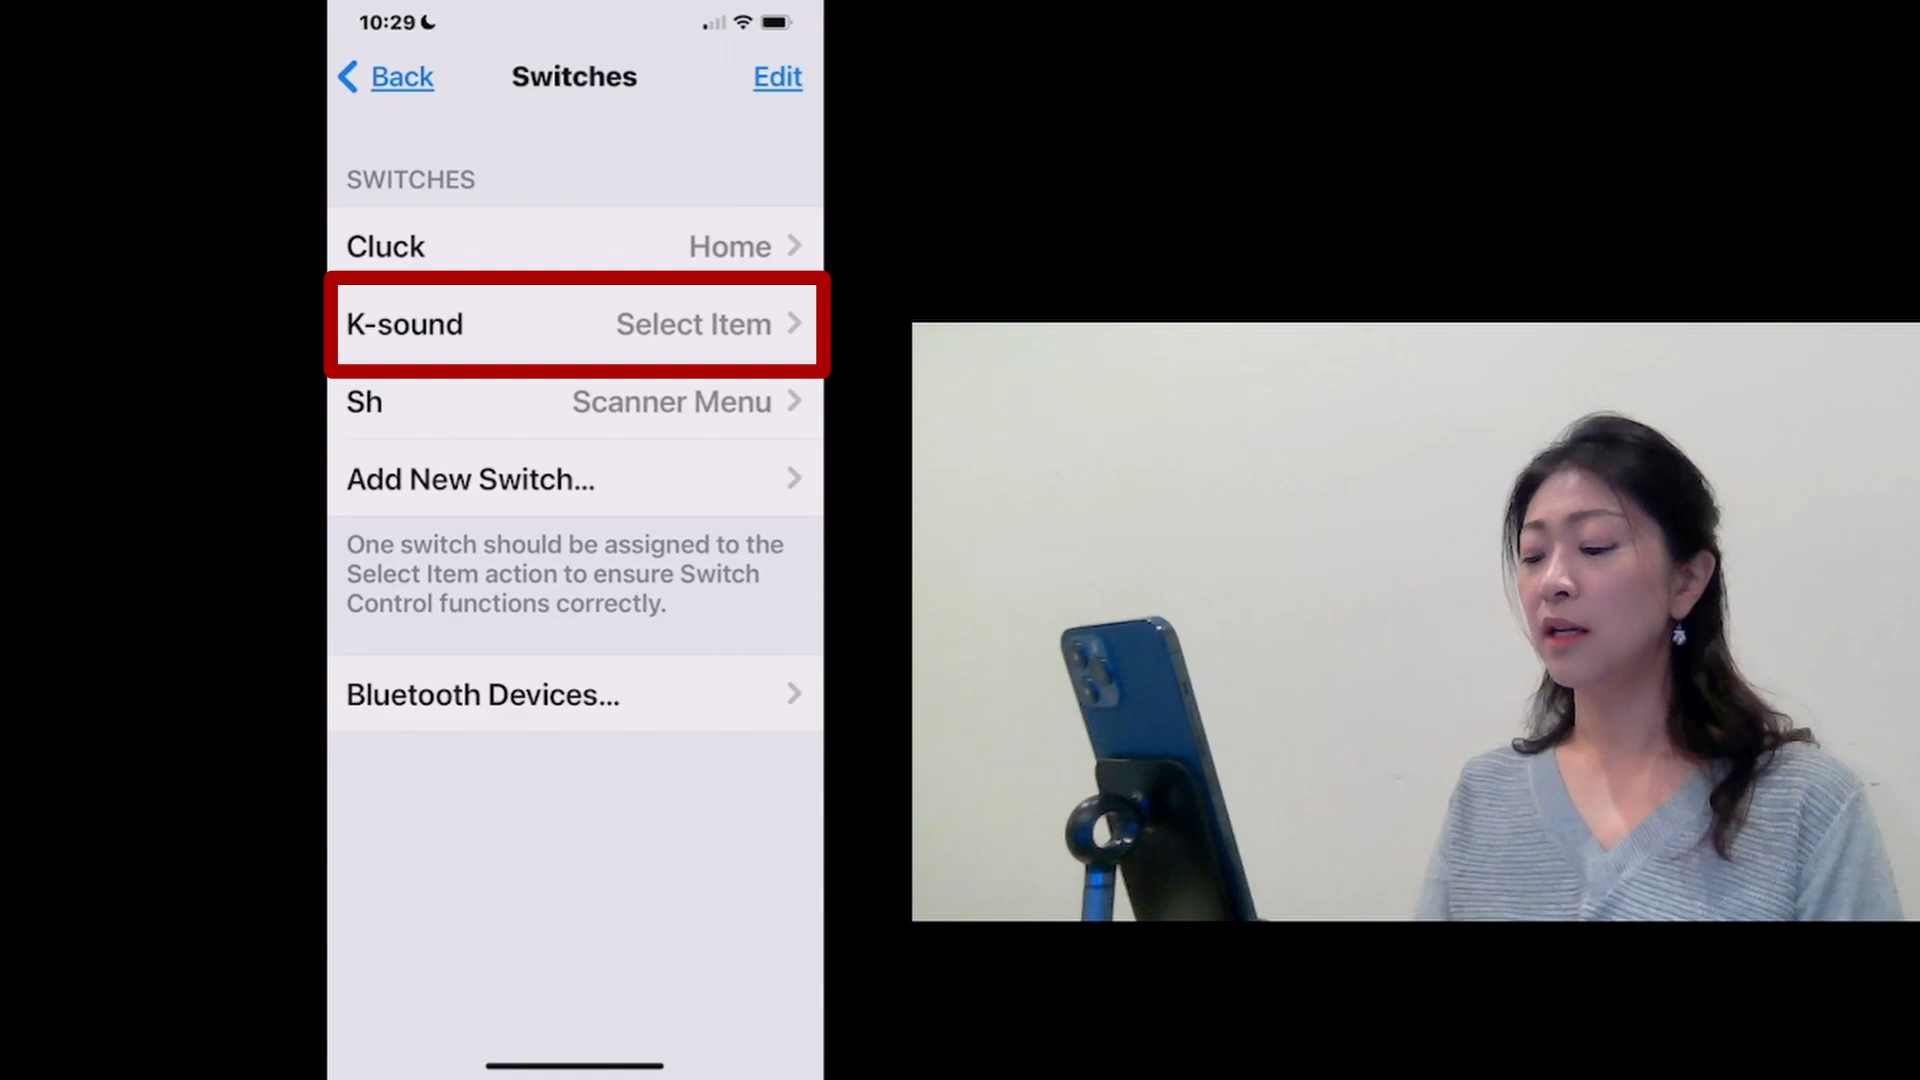 10:29
Back
Switches
Edit
SWITCHES
Cluck Home
K-sound Select Item
Sh Scanner Menu
Add New Switch...
One switch should be assigned to the
Select Item action to ensure Switch
Control functions correctly.
Bluetooth Devices...